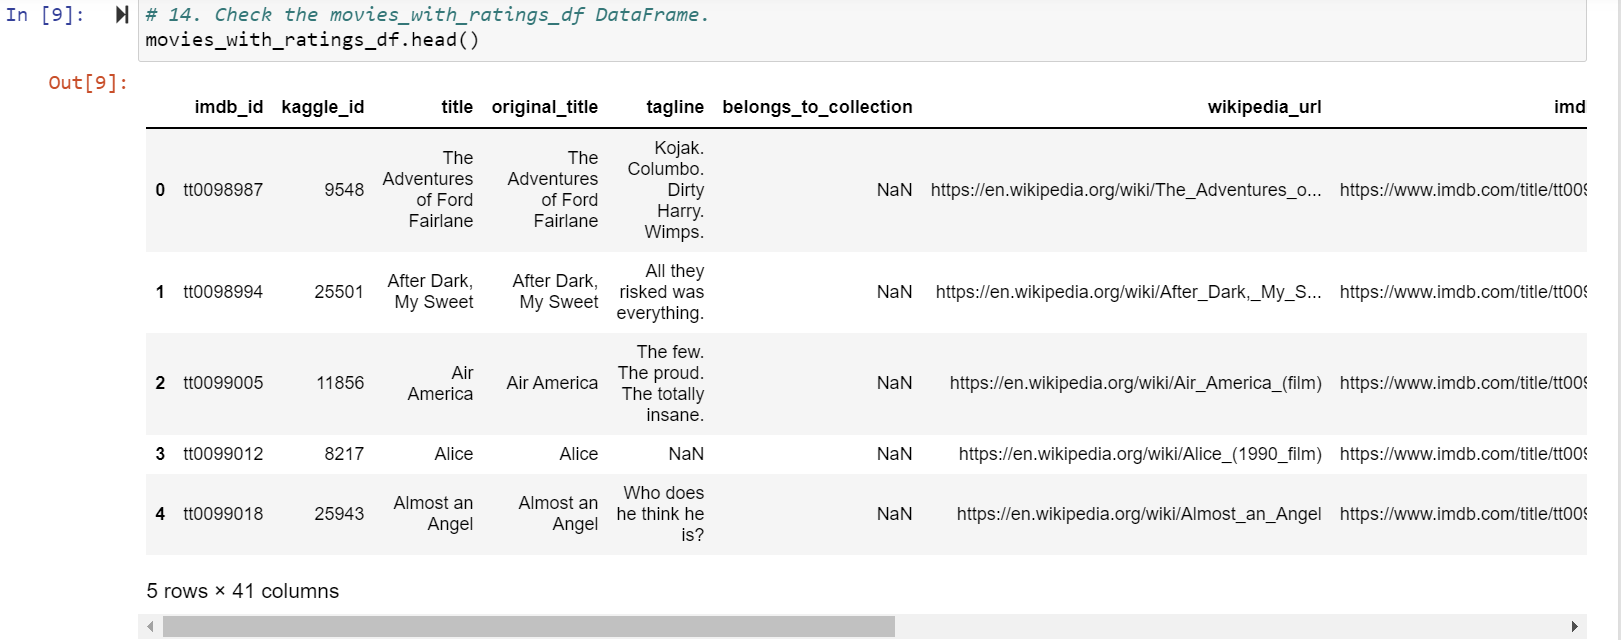 In [9]: # 14. Check the movies_with_ratings_df DataFrame.
movies_with_ratings_df.head()
Out[9]:
imdb_id kaggle_id title original_title tagline belongs_to_collection wikipedia_url imd
0 tt0098987 9548 The Adventures of Ford Fairlane The Adventures of Ford Fairlane Kojak. Columbo. Dirty Harry. Wimps. NaN https://en.wikipedia.org/wiki/The_Adventures_o... https://www.imdb.com/title/tt009
1 tt0098994 25501 After Dark, My Sweet After Dark, My Sweet All they risked was everything. NaN https://en.wikipedia.org/wiki/After_Dark,_My_S... https://www.imdb.com/title/tt009
2 tt0099005 11856 Air America Air America The few. The proud. The totally insane. NaN https://en.wikipedia.org/wiki/Air_America_(film) https://www.imdb.com/title/tt009
3 tt0099012 8217 Alice Alice NaN NaN https://en.wikipedia.org/wiki/Alice_(1990_film) https://www.imdb.com/title/tt009
4 tt0099018 25943 Almost an Angel Almost an Angel Who does he think he is? NaN https://en.wikipedia.org/wiki/Almost_an_Angel https://www.imdb.com/title/tt009
5 rows × 41 columns